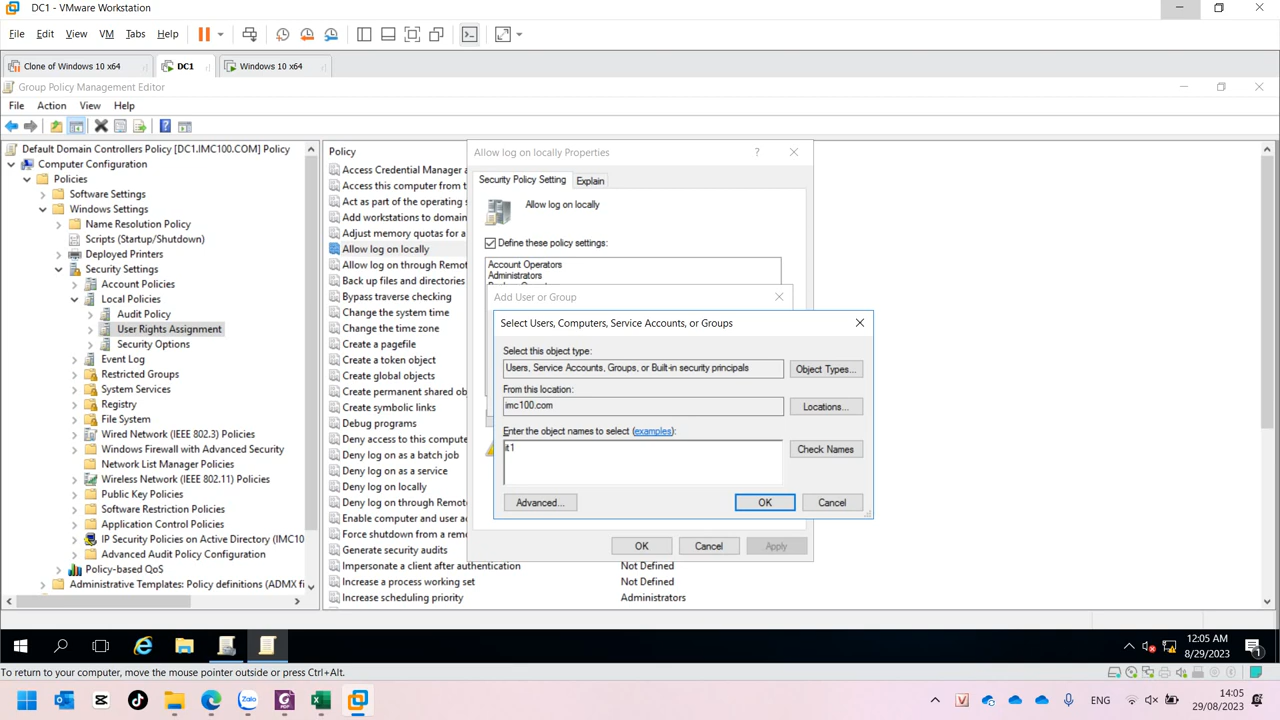 DC1 - VMware Workstation
File Edit View VM Tabs Help
Clone of Windows 10 x64
DC1
Windows 10 x64
Group Policy Management Editor
File Action View Help
Default Domain Controllers Policy [DC1.IMC100.COM] Policy
Computer Configuration
Policies
Software Settings
Windows Settings
Name Resolution Policy
Scripts (Startup/Shutdown)
Deployed Printers
Security Settings
Account Policies
Local Policies
Audit Policy
User Rights Assignment
Security Options
Event Log
Restricted Groups
System Services
Registry
File System
Wired Network (IEEE 802.3) Policies
Windows Firewall with Advanced Security
Network List Manager Policies
Wireless Network (IEEE 802.11) Policies
Public Key Policies
Software Restriction Policies
Application Control Policies
IP Security Policies on Active Directory (IMC10
Advanced Audit Policy Configuration
Policy-based QoS
Administrative Templates: Policy definitions (ADMX fi
Policy
Access Credential Manager a
Access this computer from t
Act as part of the operating s
Add workstations to domain
Adjust memory quotas for a
Allow log on locally
Allow log on through Remot
Back up files and directories
Bypass traverse checking
Change the system time
Change the time zone
Create a pagefile
Create a token object
Create global objects
Create permanent shared ob
Create symbolic links
Debug programs
Deny access to this compute
Deny log on as a batch job
Deny log on as a service
Deny log on locally
Deny log on through Remot
Enable computer and user ac
Force shutdown from a remo
Generate security audits
Impersonate a client after authentication Not Defined
Increase a process working set Not Defined
Increase scheduling priority Administrators
Allow log on locally Properties
?
Security Policy Setting Explain
Allow log on locally
Define these policy settings:
Account Operators
Administrators
Add User or Group
Select Users, Computers, Service Accounts, or Groups
Select this object type:
Users, Service Accounts, Groups, or Built-in security principals
Object Types...
From this location:
imc100.com
Locations...
Enter the object names to select (examples):
it1
Check Names
Advanced...
OK
Cancel
OK Cancel Apply
12:05 AM
8/29/2023
1
To return to your computer, move the mouse pointer outside or press Ctrl+Alt.
Zalo
ENG
14:05
29/08/2023